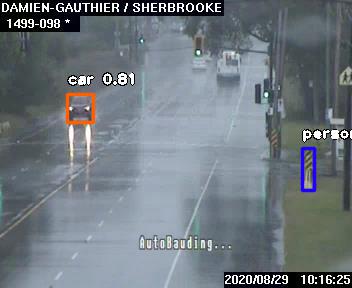 DAMIEN-GAUTHIER / SHERBROOKE
1499-098 *
car 0.81
person
AutoBauding...
2020/08/29 10:16:25